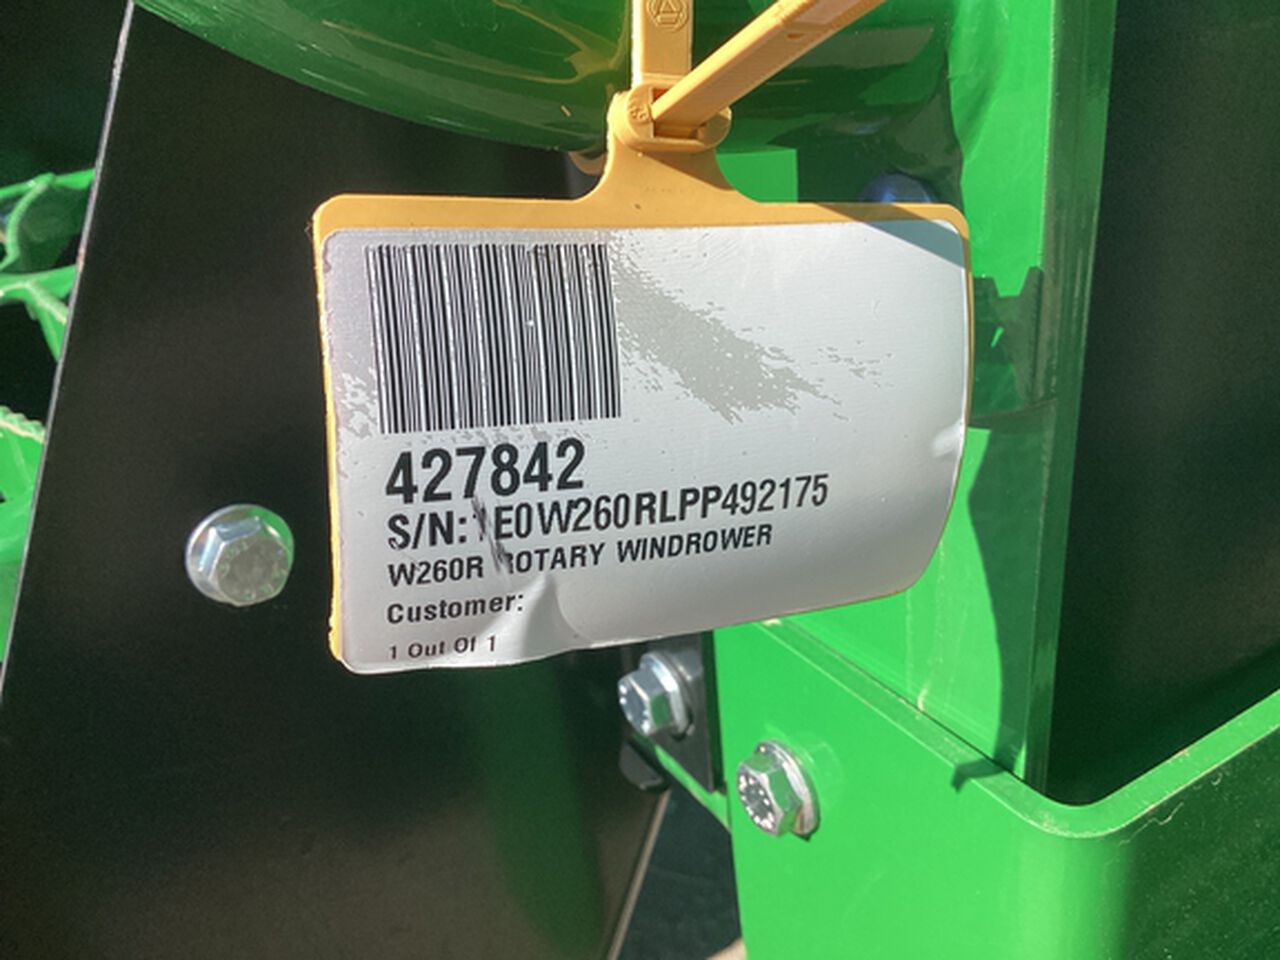 427842
S/N: 1E0W260RLPP492175
W260R ROTARY WINDROWER
Customer:
1 Out Of 1